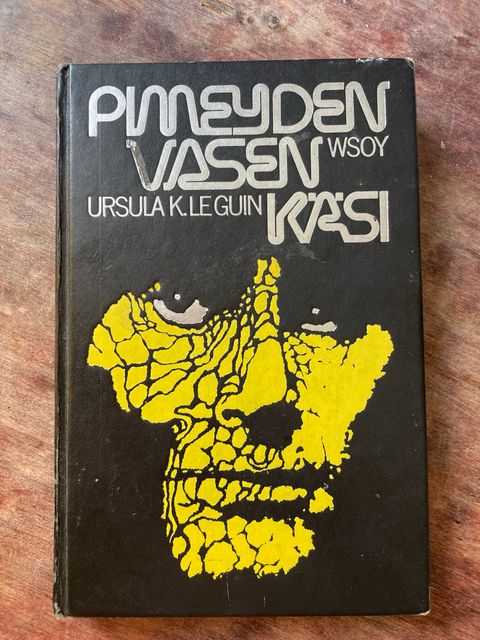 PIMEYDEN
VASEN WSOY
URSULA K. LE GUIN KÄSI